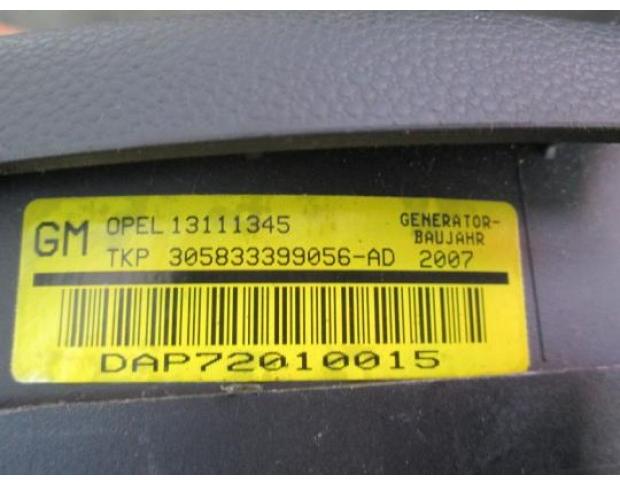 GM OPEL 13111345 GENERATOR-
BAUJAHR
TKP 305833399056-AD 2007
DAP72010015